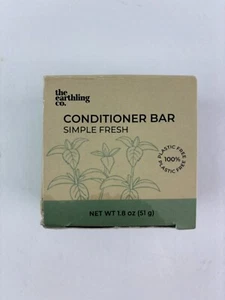 the
earthling
co.
CONDITIONER BAR
SIMPLE FRESH
PLASTIC FREE
100%
PLASTIC FREE
NET WT 1.8 oz (51 g)